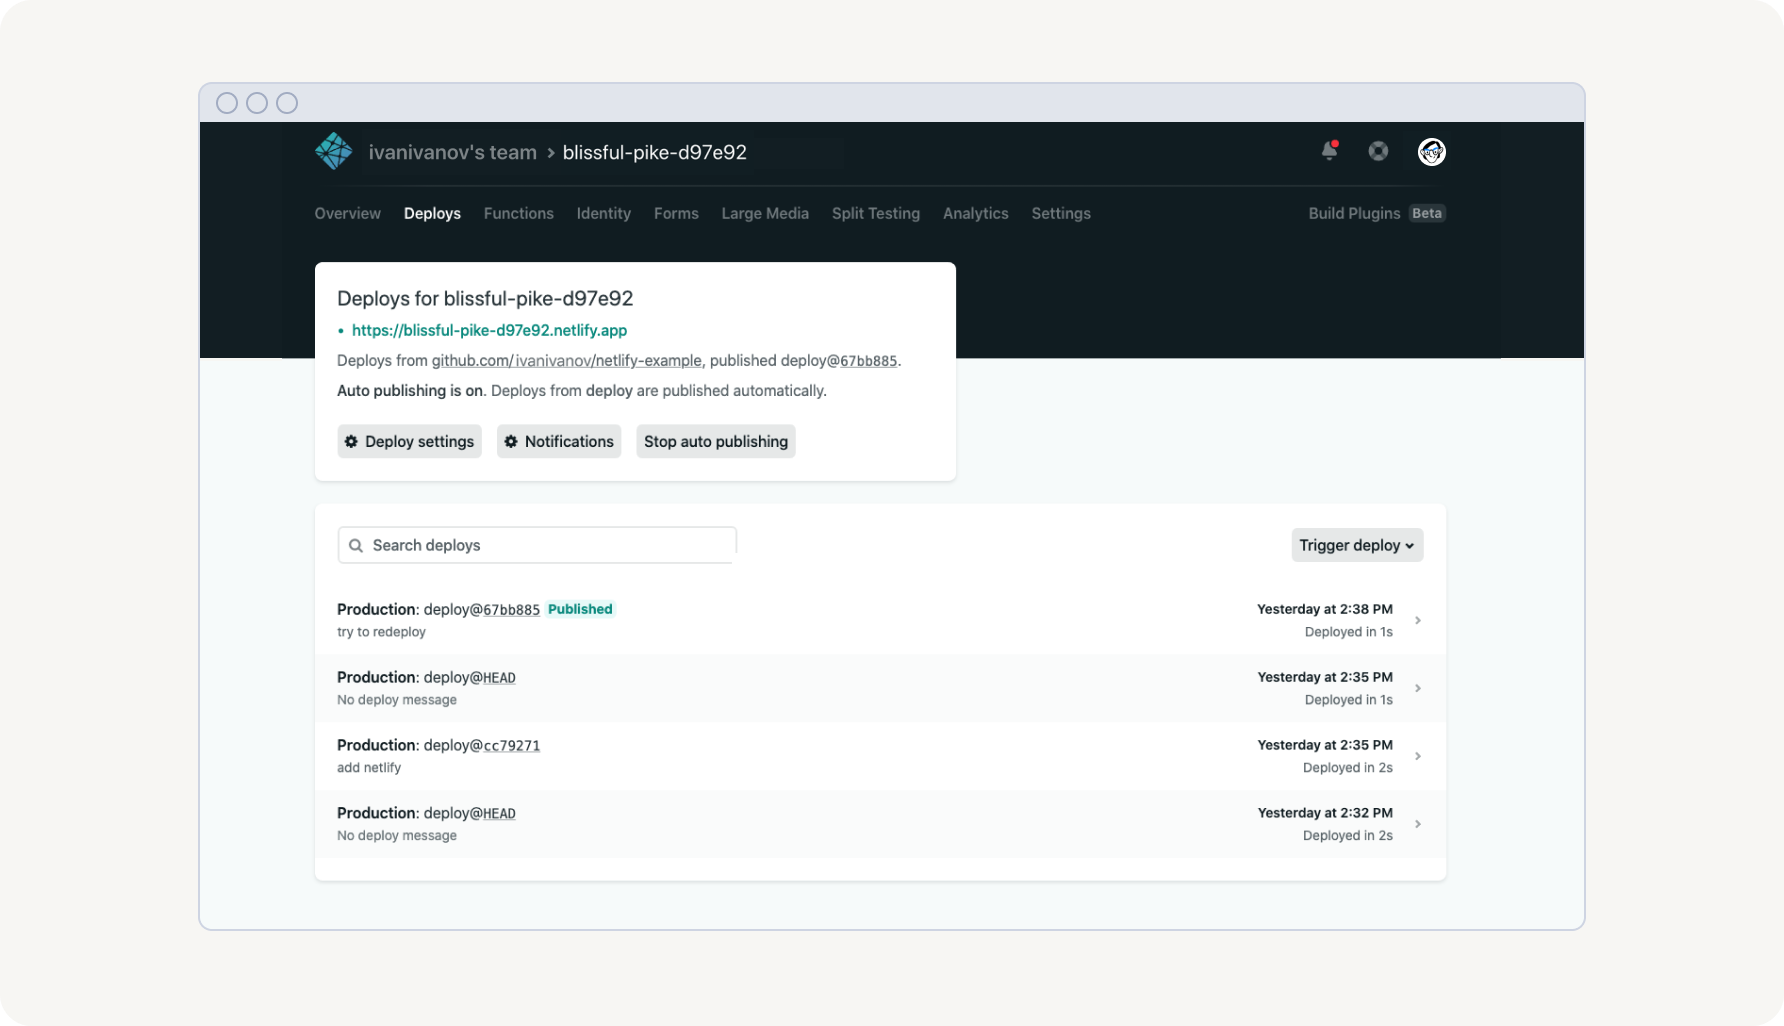 ivanivanov's team > blissful-pike-d97e92
Overview Deploys Functions Identity Forms Large Media Split Testing Analytics Settings Build Plugins Beta
Deploys for blissful-pike-d97e92
• https://blissful-pike-d97e92.netlify.app
Deploys from github.com/ivanivanov/netlify-example, published deploy@67bb885.
Auto publishing is on. Deploys from deploy are published automatically.
Deploy settings Notifications Stop auto publishing
Search deploys Trigger deploy
Production: deploy@67bb885 Published Yesterday at 2:38 PM
try to redeploy Deployed in 1s
Production: deploy@HEAD Yesterday at 2:35 PM
No deploy message Deployed in 1s
Production: deploy@cc79271 Yesterday at 2:35 PM
add netlify Deployed in 2s
Production: deploy@HEAD Yesterday at 2:32 PM
No deploy message Deployed in 2s